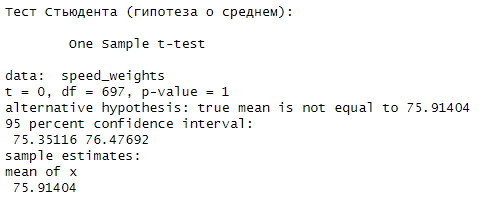 Тест Стьюдента (гипотеза о среднем):
One Sample t-test
data:  speed_weights
t = 0, df = 697, p-value = 1
alternative hypothesis: true mean is not equal to 75.91404
95 percent confidence interval:
75.35116 76.47692
sample estimates:
mean of x
75.91404